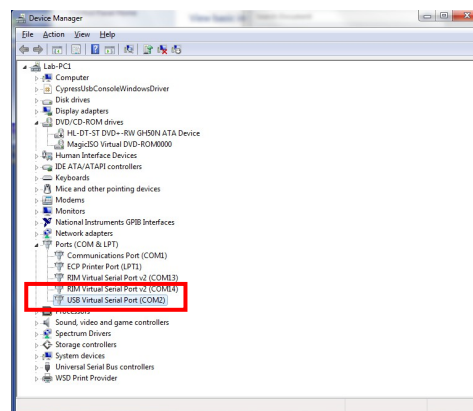 Device Manager
File Action View Help
Lab-PC1
Computer
CypressUsbConsoleWindowsDriver
Disk drives
Display adapters
DVD/CD-ROM drives
HL-DT-ST DVD+-RW GH50N ATA Device
MagicISO Virtual DVD-ROM0000
Human Interface Devices
IDE ATA/ATAPI controllers
Keyboards
Mice and other pointing devices
Modems
Monitors
National Instruments GPIB Interfaces
Network adapters
Ports (COM & LPT)
Communications Port (COM1)
ECP Printer Port (LPT1)
RIM Virtual Serial Port v2 (COM13)
RIM Virtual Serial Port v2 (COM14)
USB Virtual Serial Port (COM2)
Processors
Sound, video and game controllers
Spectrum Drivers
Storage controllers
System devices
Universal Serial Bus controllers
WSD Print Provider